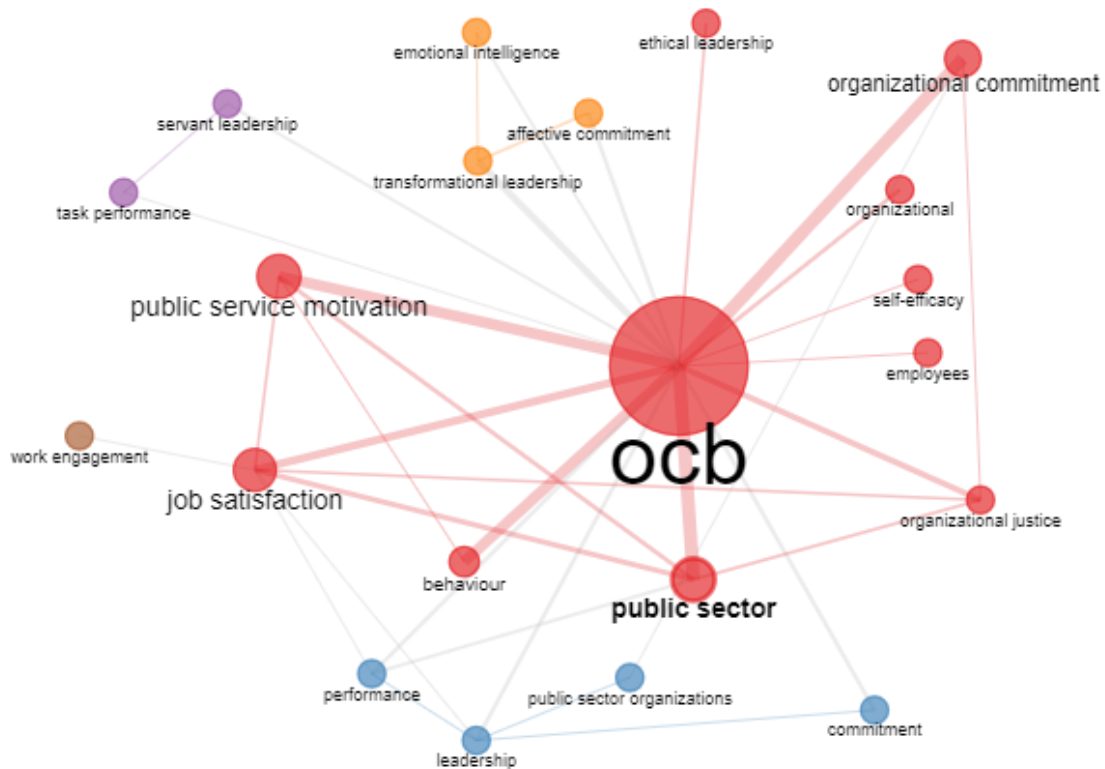 ethical leadership
emotional intelligence
organizational commitment
servant leadership
affective commitment
transformational leadership
task performance
organizational
public service motivation
self-efficacy
employees
ocb
work engagement
job satisfaction
organizational justice
behaviour
public sector
performance
public sector organizations
commitment
leadership